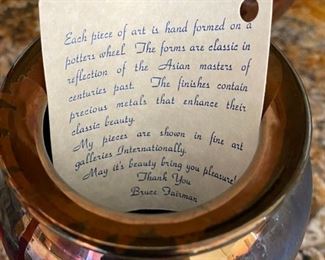 Each piece of art is hand formed on a
potters wheel. The forms are classic in
reflection of the Asian masters of
centuries past. The finishes contain
precious metals that enhance their
classic beauty.
My pieces are shown in fine art
galleries Internationally.
May it's beauty bring you pleasure!
Thank You
Bruce Fairman